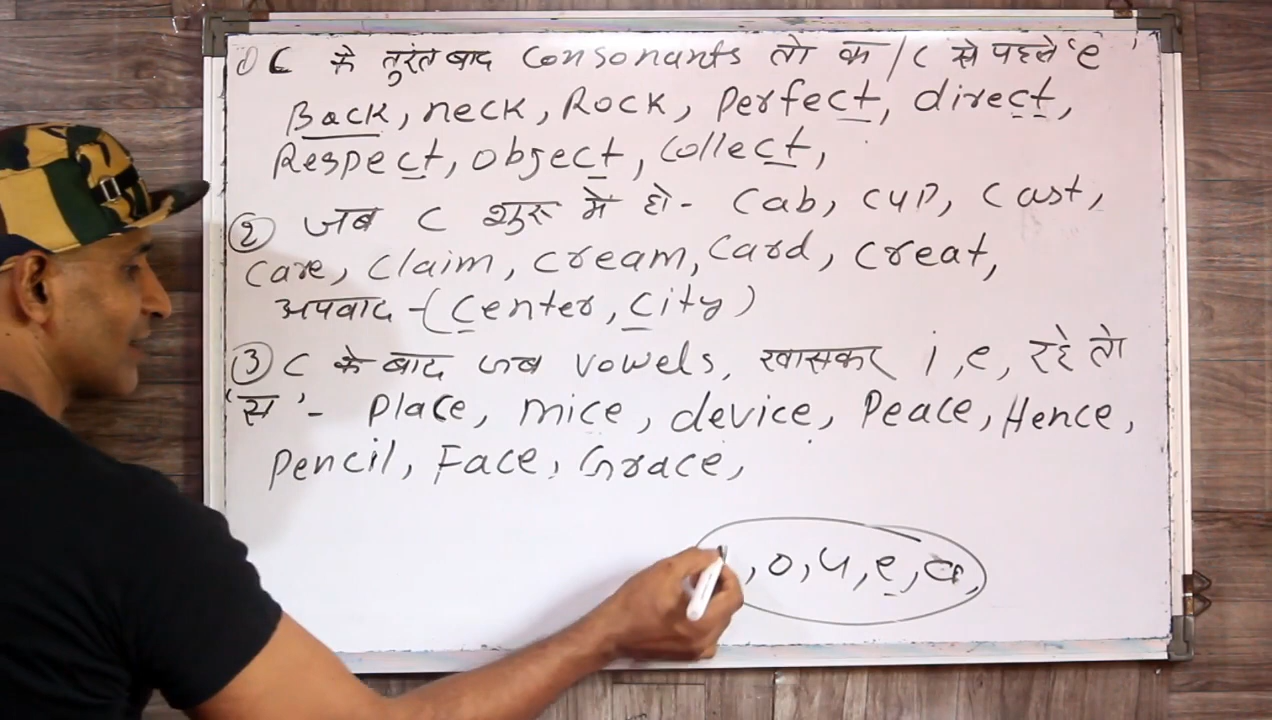 ① C के तुरंत बाद Consonants तो क / C से पहले 'e'
Back, neck, Rock, Perfect, direct,
Respect, object, Collect,
② जब C शुरू मे हो - Cab, Cup, Cast,
Care, Claim, Cream, Card, Creat,
अपवाद - (Center, City)
③ C के बाद जब Vowels, खासकर i, e, रहे तो
'स' - Place, mice, device, Peace, Hence,
Pencil, Face, Grace,
, o, u, e, a,